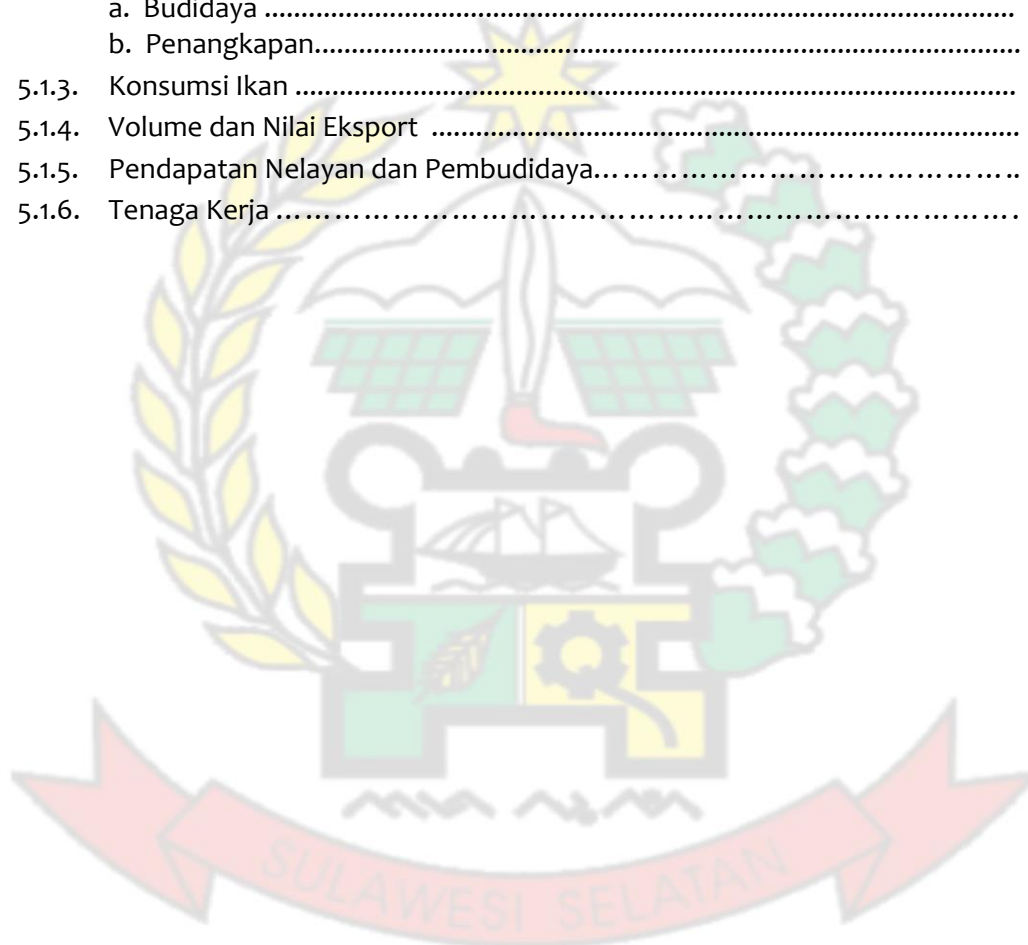 a. Budidaya ........................................................................................................
b. Penangkapan.................................................................................................
5.1.3. Konsumsi Ikan ...................................................................................................
5.1.4. Volume dan Nilai Eksport ................................................................................
5.1.5. Pendapatan Nelayan dan Pembudidaya……………………………………..
5.1.6. Tenaga Kerja ………………………………………………………………….
SULAWESI SELATAN